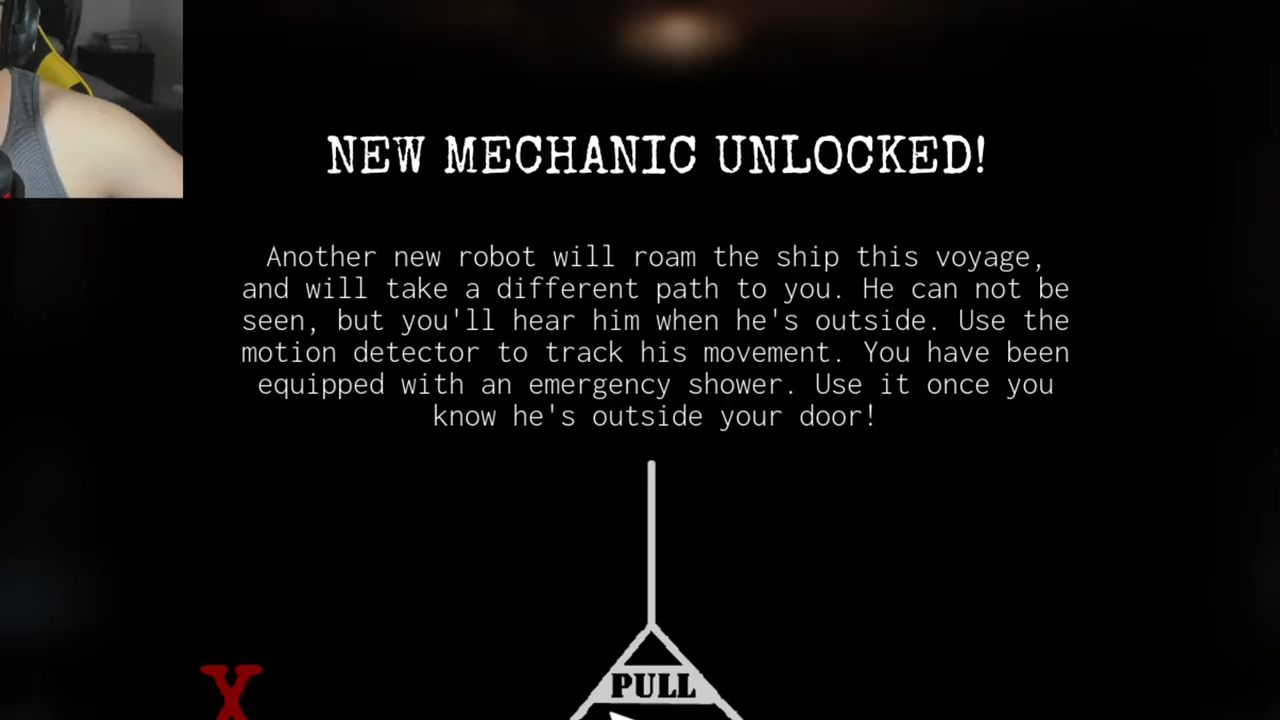 NEW MECHANIC UNLOCKED!
Another new robot will roam the ship this voyage,
and will take a different path to you. He can not be
seen, but you'll hear him when he's outside. Use the
motion detector to track his movement. You have been
equipped with an emergency shower. Use it once you
know he's outside your door!
PULL
X